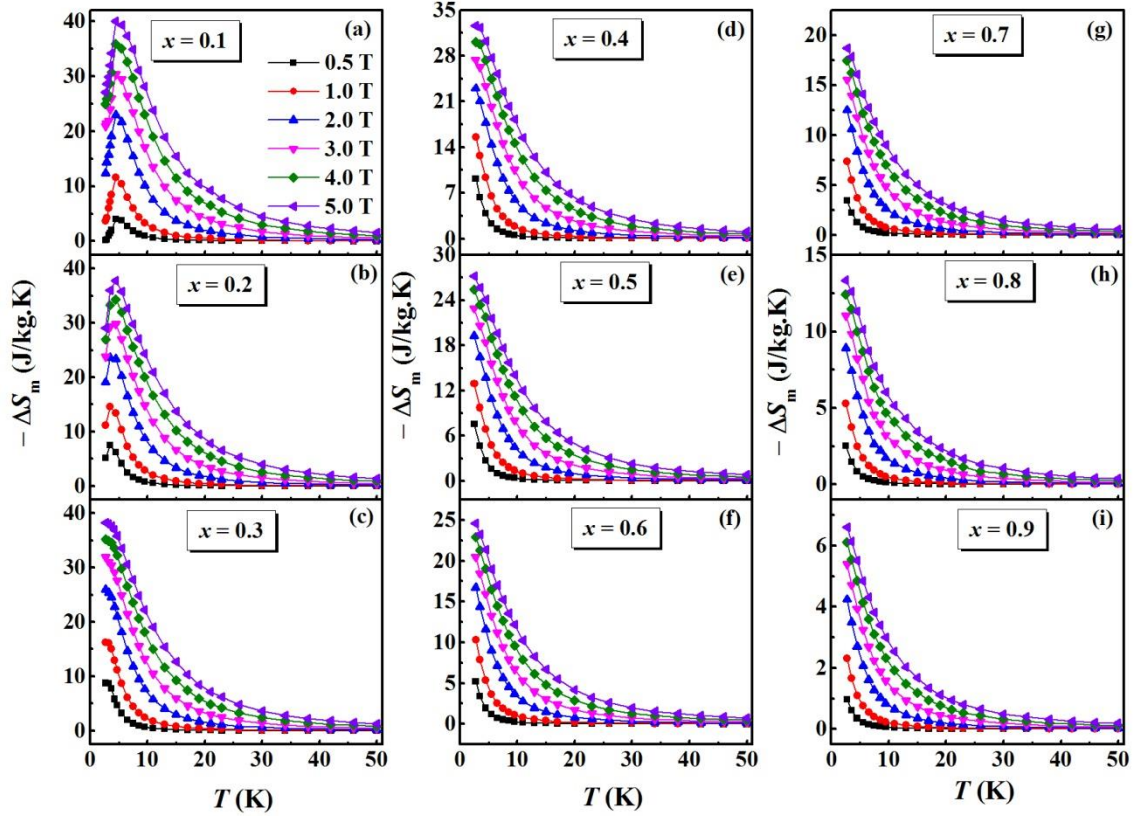 (a)
x = 0.1
0.5 T
1.0 T
2.0 T
3.0 T
4.0 T
5.0 T
40
30
20
10
0
(b)
x = 0.2
40
30
20
10
0
(c)
x = 0.3
40
30
20
10
0
0 10 20 30 40 50
T (K)
– ΔSm (J/kg.K)
(d)
x = 0.4
35
28
21
14
7
0
(e)
x = 0.5
30
24
18
12
6
0
(f)
x = 0.6
25
20
15
10
5
0
0 10 20 30 40 50
T (K)
– ΔSm (J/kg.K)
(g)
x = 0.7
20
15
10
5
0
(h)
x = 0.8
15
10
5
0
(i)
x = 0.9
6
4
2
0
0 10 20 30 40 50
T (K)
– ΔSm (J/kg.K)